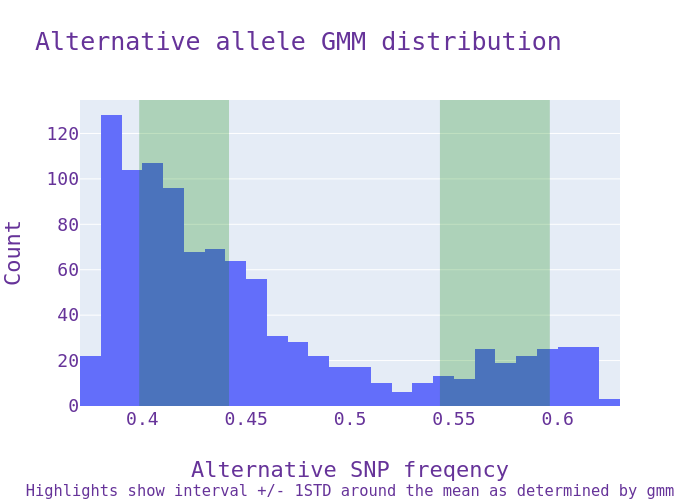 Alternative allele GMM distribution
120
100
80
60
40
20
0
Count
0.4 0.45 0.5 0.55 0.6
Alternative SNP freqency
Highlights show interval +/- 1STD around the mean as determined by gmm